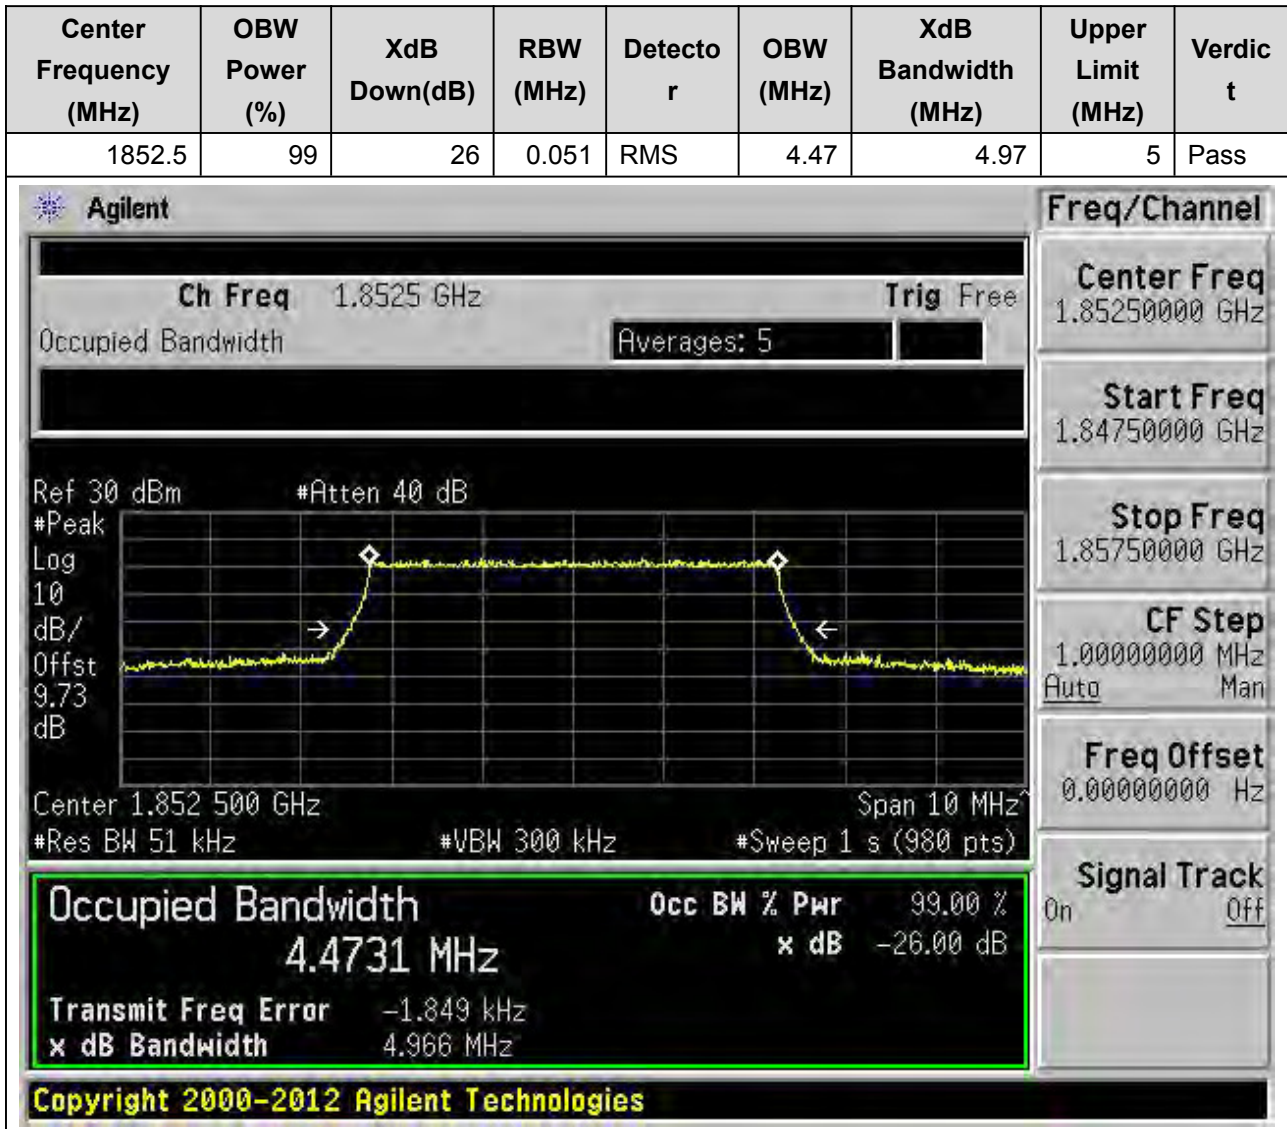 Center Frequency (MHz) OBW Power (%) XdB Down(dB) RBW (MHz) Detector OBW (MHz) XdB Bandwidth (MHz) Upper Limit (MHz) Verdict
1852.5 99 26 0.051 RMS 4.47 4.97 5 Pass
Agilent
Freq/Channel
Ch Freq 1.8525 GHz Trig Free
Occupied Bandwidth Averages: 5
Center Freq
1.85250000 GHz
Start Freq
1.84750000 GHz
Stop Freq
1.85750000 GHz
CF Step
1.00000000 MHz
Auto Man
Freq Offset
0.00000000 Hz
Signal Track
On Off
Ref 30 dBm #Atten 40 dB
#Peak
Log
10
dB/
Offst
9.73
dB
Center 1.852 500 GHz Span 10 MHz^
#Res BW 51 kHz #VBW 300 kHz #Sweep 1 s (980 pts)
Occupied Bandwidth Occ BW % Pwr 99.00 %
4.4731 MHz x dB -26.00 dB
Transmit Freq Error -1.849 kHz
x dB Bandwidth 4.966 MHz
Copyright 2000-2012 Agilent Technologies